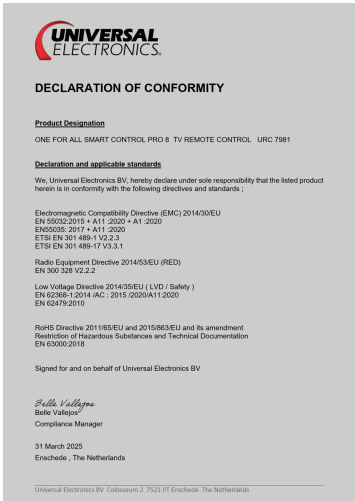 UNIVERSAL
ELECTRONICS®
DECLARATION OF CONFORMITY
Product Designation
ONE FOR ALL SMART CONTROL PRO 8 TV REMOTE CONTROL URC 7981
Declaration and applicable standards
We, Universal Electronics BV, hereby declare under sole responsibility that the listed product
herein is in conformity with the following directives and standards ;
Electromagnetic Compatibility Directive (EMC) 2014/30/EU
EN 55032:2015 + A11 :2020 + A1 :2020
EN55035: 2017 + A11 :2020
ETSI EN 301 489-1 V2.2.3
ETSI EN 301 489-17 V3.3.1
Radio Equipment Directive 2014/53/EU (RED)
EN 300 328 V2.2.2
Low Voltage Directive 2014/35/EU ( LVD / Safety )
EN 62368-1:2014 /AC : 2015 /2020/A11:2020
EN 62479:2010
RoHS Directive 2011/65/EU and 2015/863/EU and its amendment
Restriction of Hazardous Substances and Technical Documentation
EN 63000:2018
Signed for and on behalf of Universal Electronics BV
Belle Vallejos
Belle Vallejos
Compliance Manager
31 March 2025
Enschede , The Netherlands
Universal Electronics BV Colosseum 2 7521 PT Enschede The Netherlands